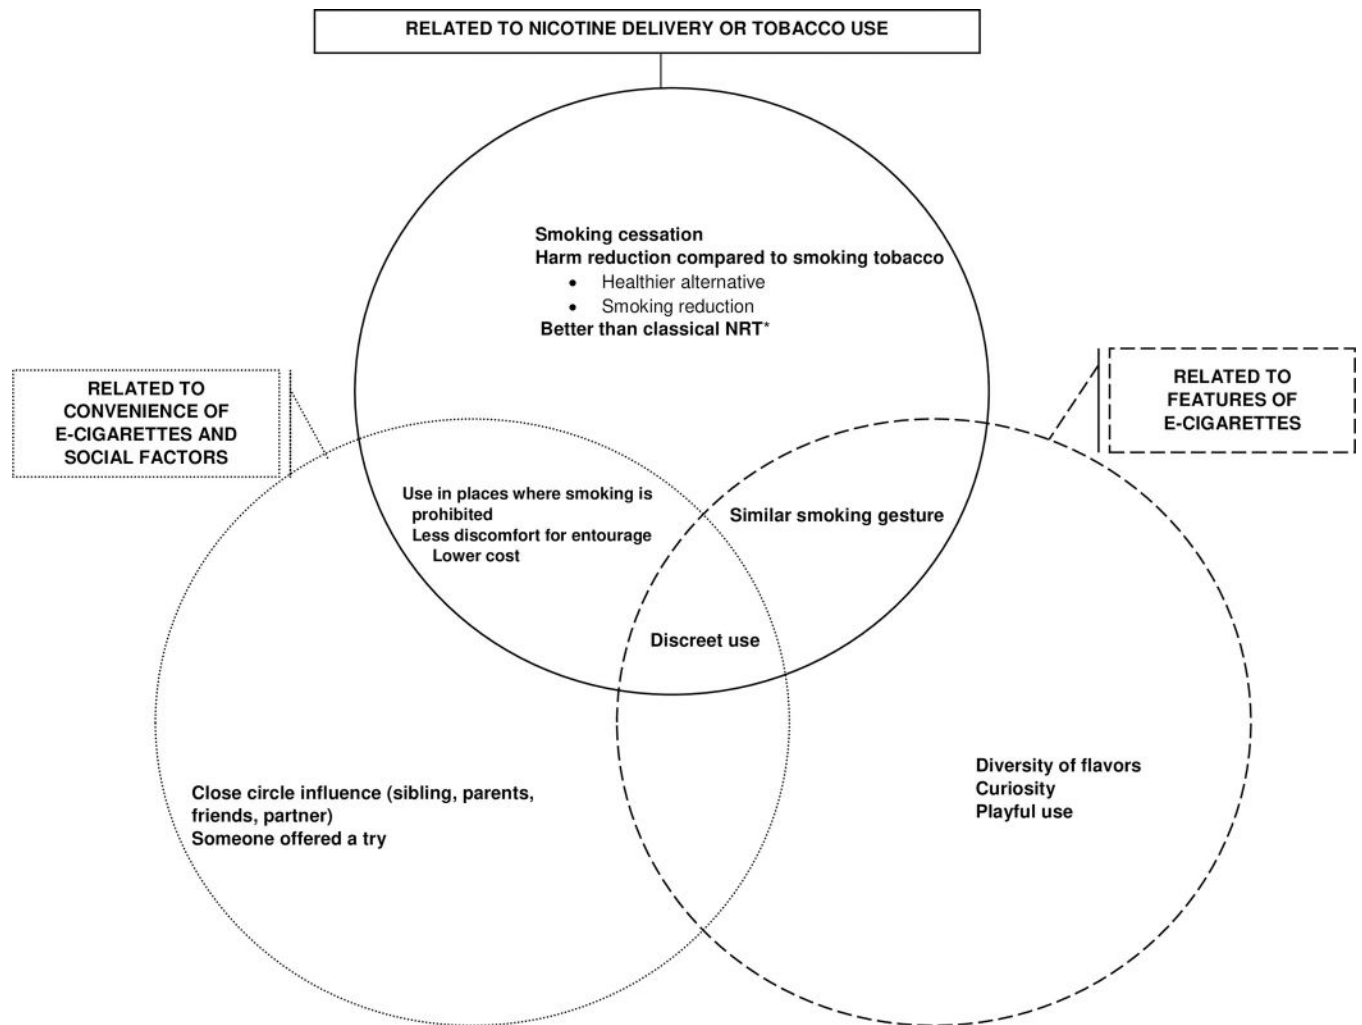 RELATED TO NICOTINE DELIVERY OR TOBACCO USE
Smoking cessation
Harm reduction compared to smoking tobacco
• Healthier alternative
• Smoking reduction
Better than classical NRT*
RELATED TO
CONVENIENCE OF
E-CIGARETTES AND
SOCIAL FACTORS
RELATED TO
FEATURES OF
E-CIGARETTES
Use in places where smoking is
prohibited
Less discomfort for entourage
Lower cost
Similar smoking gesture
Discreet use
Close circle influence (sibling, parents,
friends, partner)
Someone offered a try
Diversity of flavors
Curiosity
Playful use